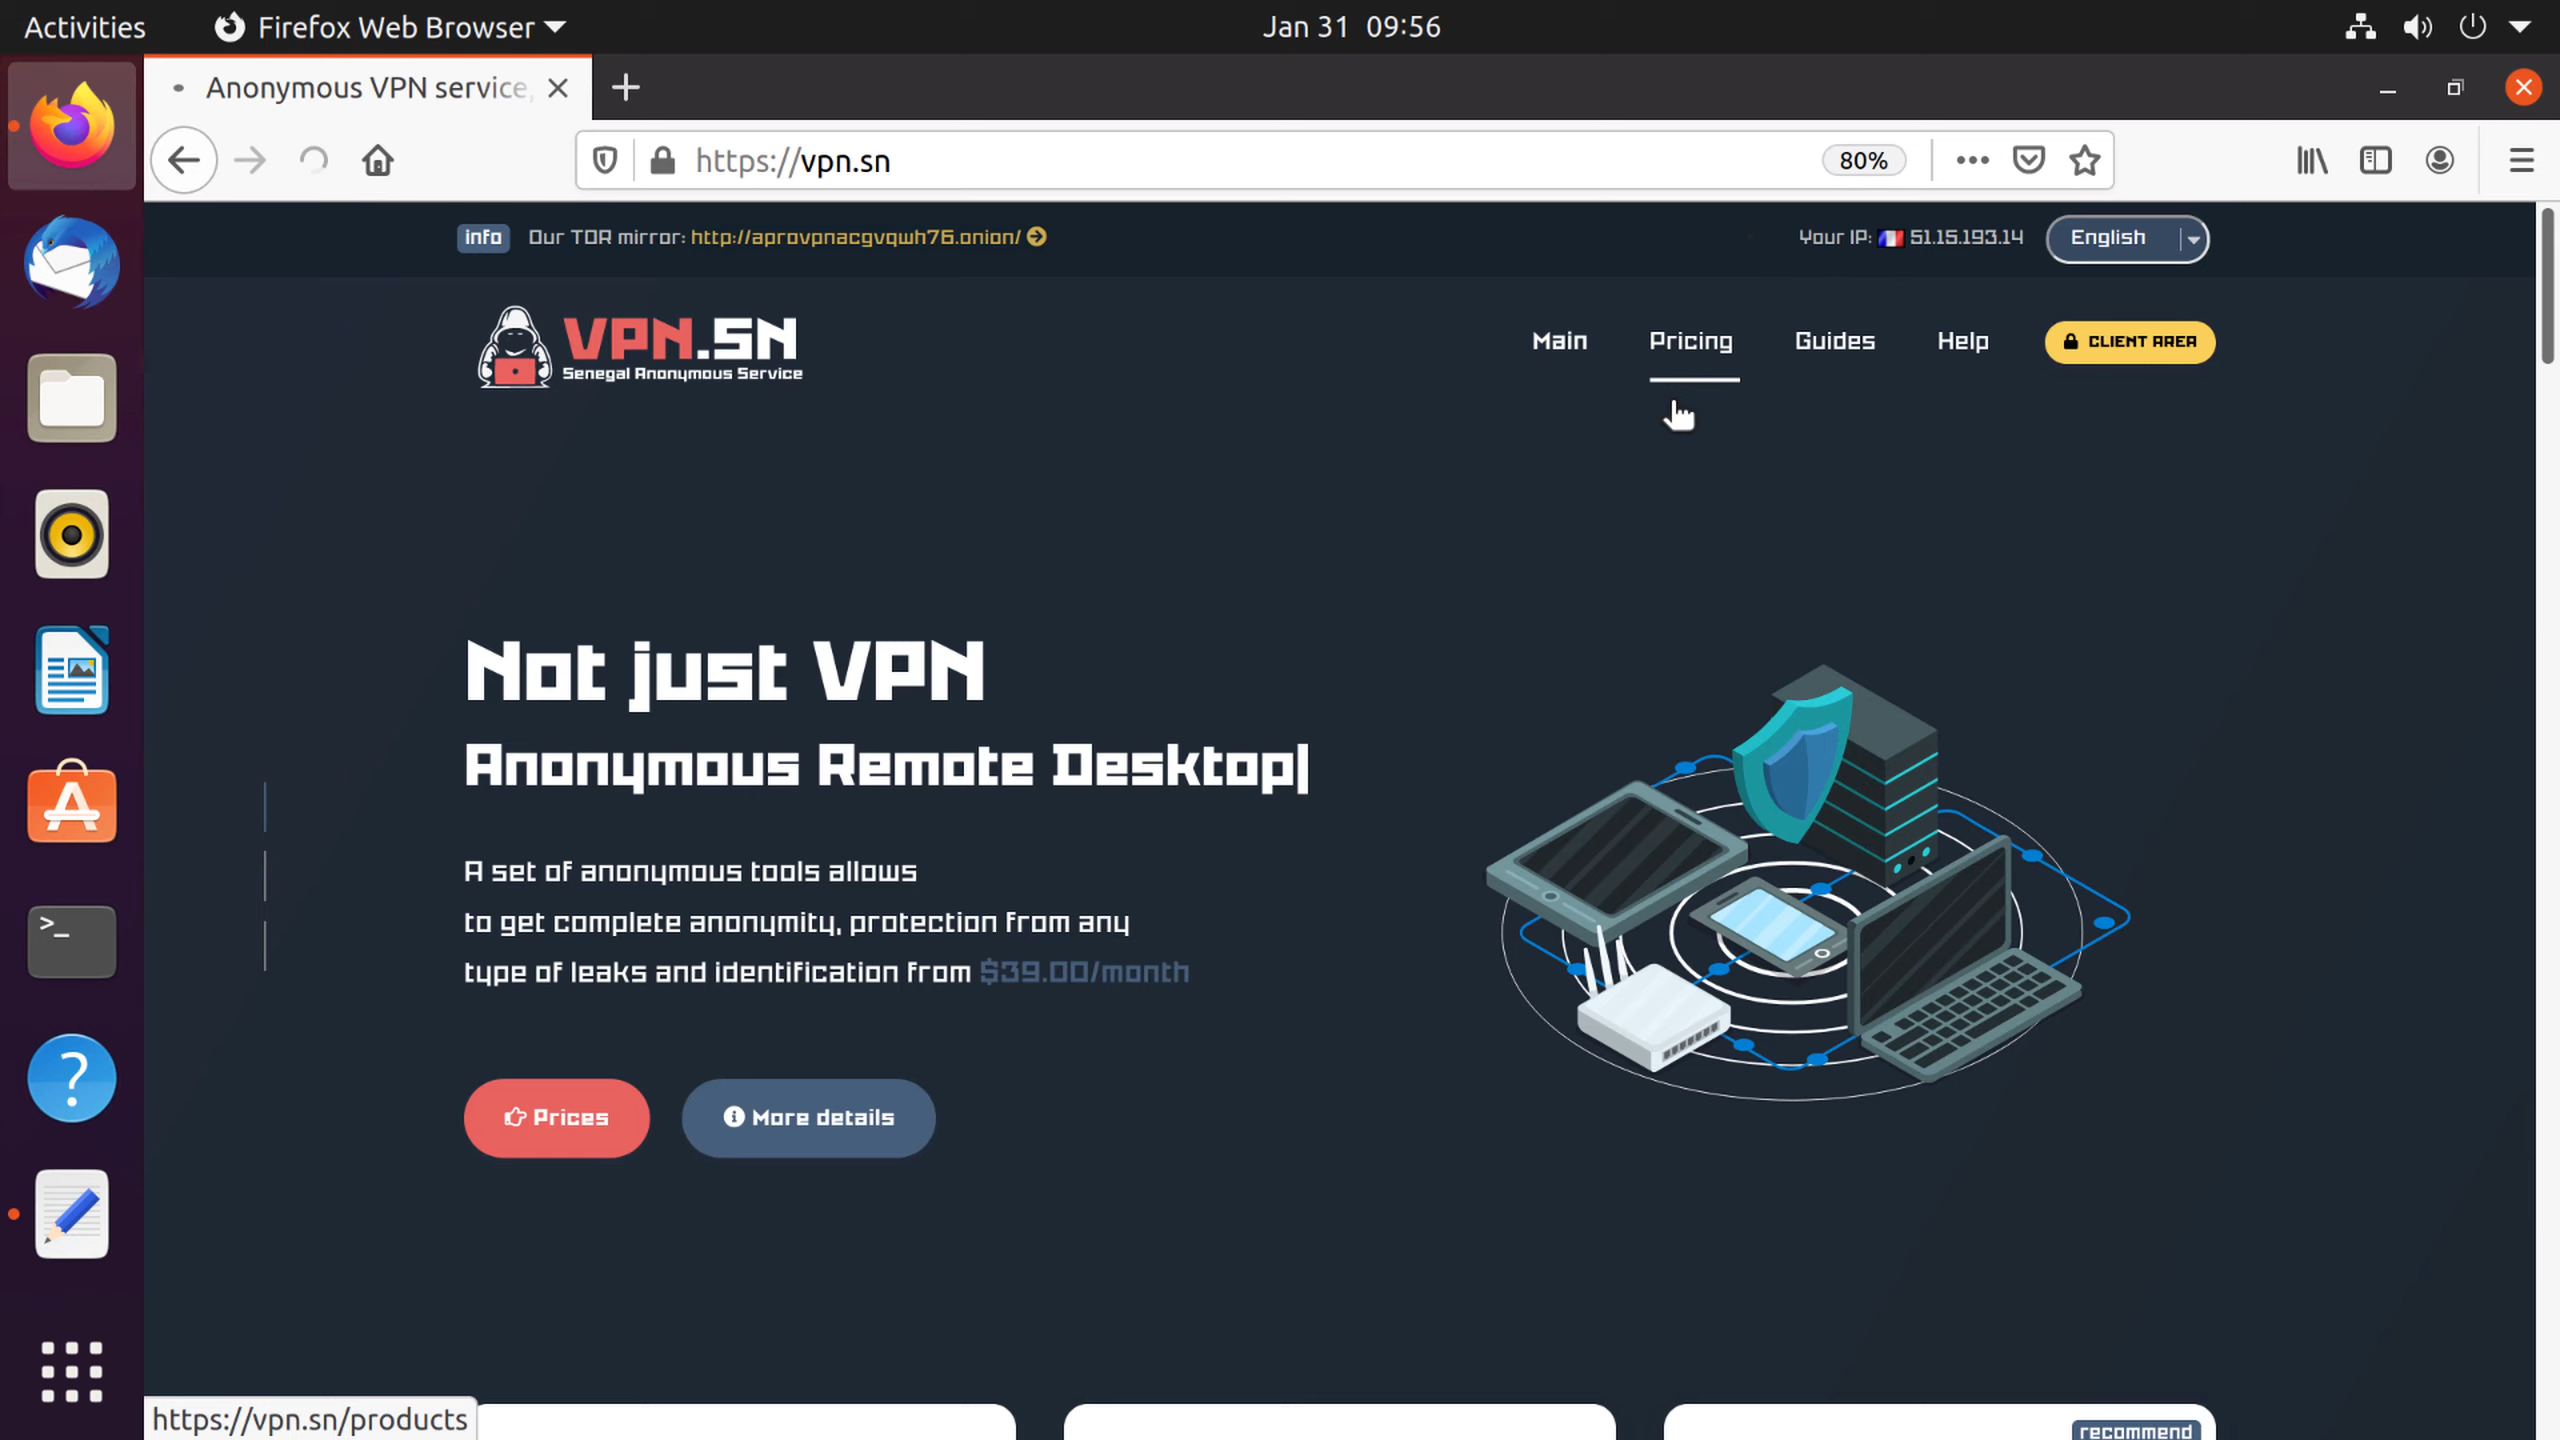 Activities
Firefox Web Browser
Jan 31 09:56
Anonymous VPN service,
https://vpn.sn
80%
info
Our TOR mirror: http://aprovpnacgvqwh76.onion/
Your IP: 51.15.193.14
English
VPN.SN
Senegal Anonymous Service
Main
Pricing
Guides
Help
CLIENT AREA
Not just VPN
Anonymous Remote Desktop|
A set of anonymous tools allows
to get complete anonymity, protection from any
type of leaks and identification from $39.00/month
Prices
More details
https://vpn.sn/products
recommend